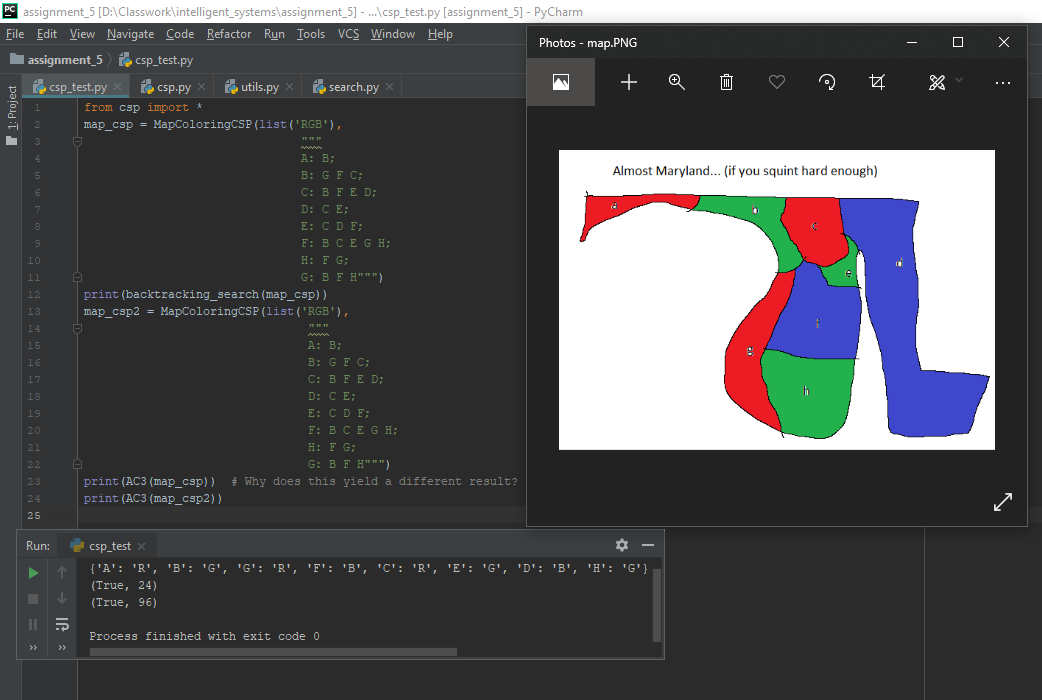 PC assignment_5 [D:\Classwork\intelligent_systems\assignment_5] - ...\csp_test.py [assignment_5] - PyCharm
File Edit View Navigate Code Refactor Run Tools VCS Window Help
assignment_5 csp_test.py
csp_test.py csp.py utils.py search.py
1: Project
1 from csp import *
2 map_csp = MapColoringCSP(list('RGB'),
3 """
4 A: B;
5 B: G F C;
6 C: B F E D;
7 D: C E;
8 E: C D F;
9 F: B C E G H;
10 H: F G;
11 G: B F H""")
12 print(backtracking_search(map_csp))
13 map_csp2 = MapColoringCSP(list('RGB'),
14 """
15 A: B;
16 B: G F C;
17 C: B F E D;
18 D: C E;
19 E: C D F;
20 F: B C E G H;
21 H: F G;
22 G: B F H""")
23 print(AC3(map_csp)) # Why does this yield a different result?
24 print(AC3(map_csp2))
25
Photos - map.PNG
Almost Maryland... (if you squint hard enough)
a
b
c
d
e
f
g
h
Run: csp_test
{'A': 'R', 'B': 'G', 'G': 'R', 'F': 'B', 'C': 'R', 'E': 'G', 'D': 'B', 'H': 'G'}
(True, 24)
(True, 96)
Process finished with exit code 0